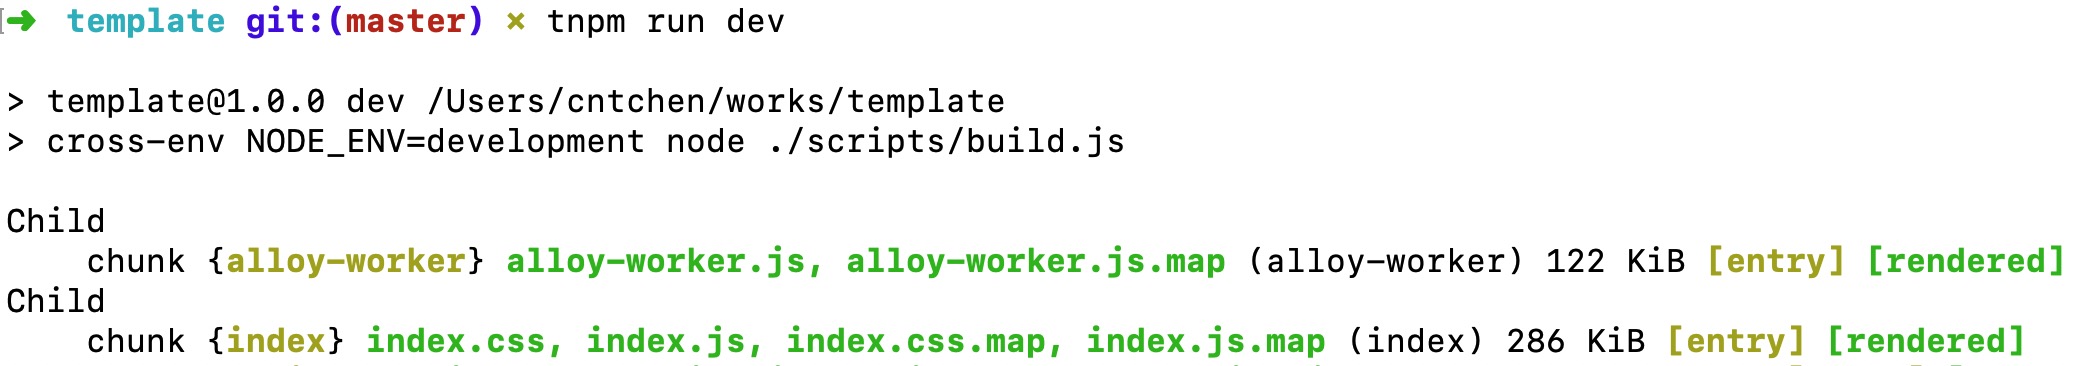 ➜  template git:(master) × tnpm run dev
> template@1.0.0 dev /Users/cntchen/works/template
> cross-env NODE_ENV=development node ./scripts/build.js
Child
    chunk {alloy-worker} alloy-worker.js, alloy-worker.js.map (alloy-worker) 122 KiB [entry] [rendered]
Child
    chunk {index} index.css, index.js, index.css.map, index.js.map (index) 286 KiB [entry] [rendered]